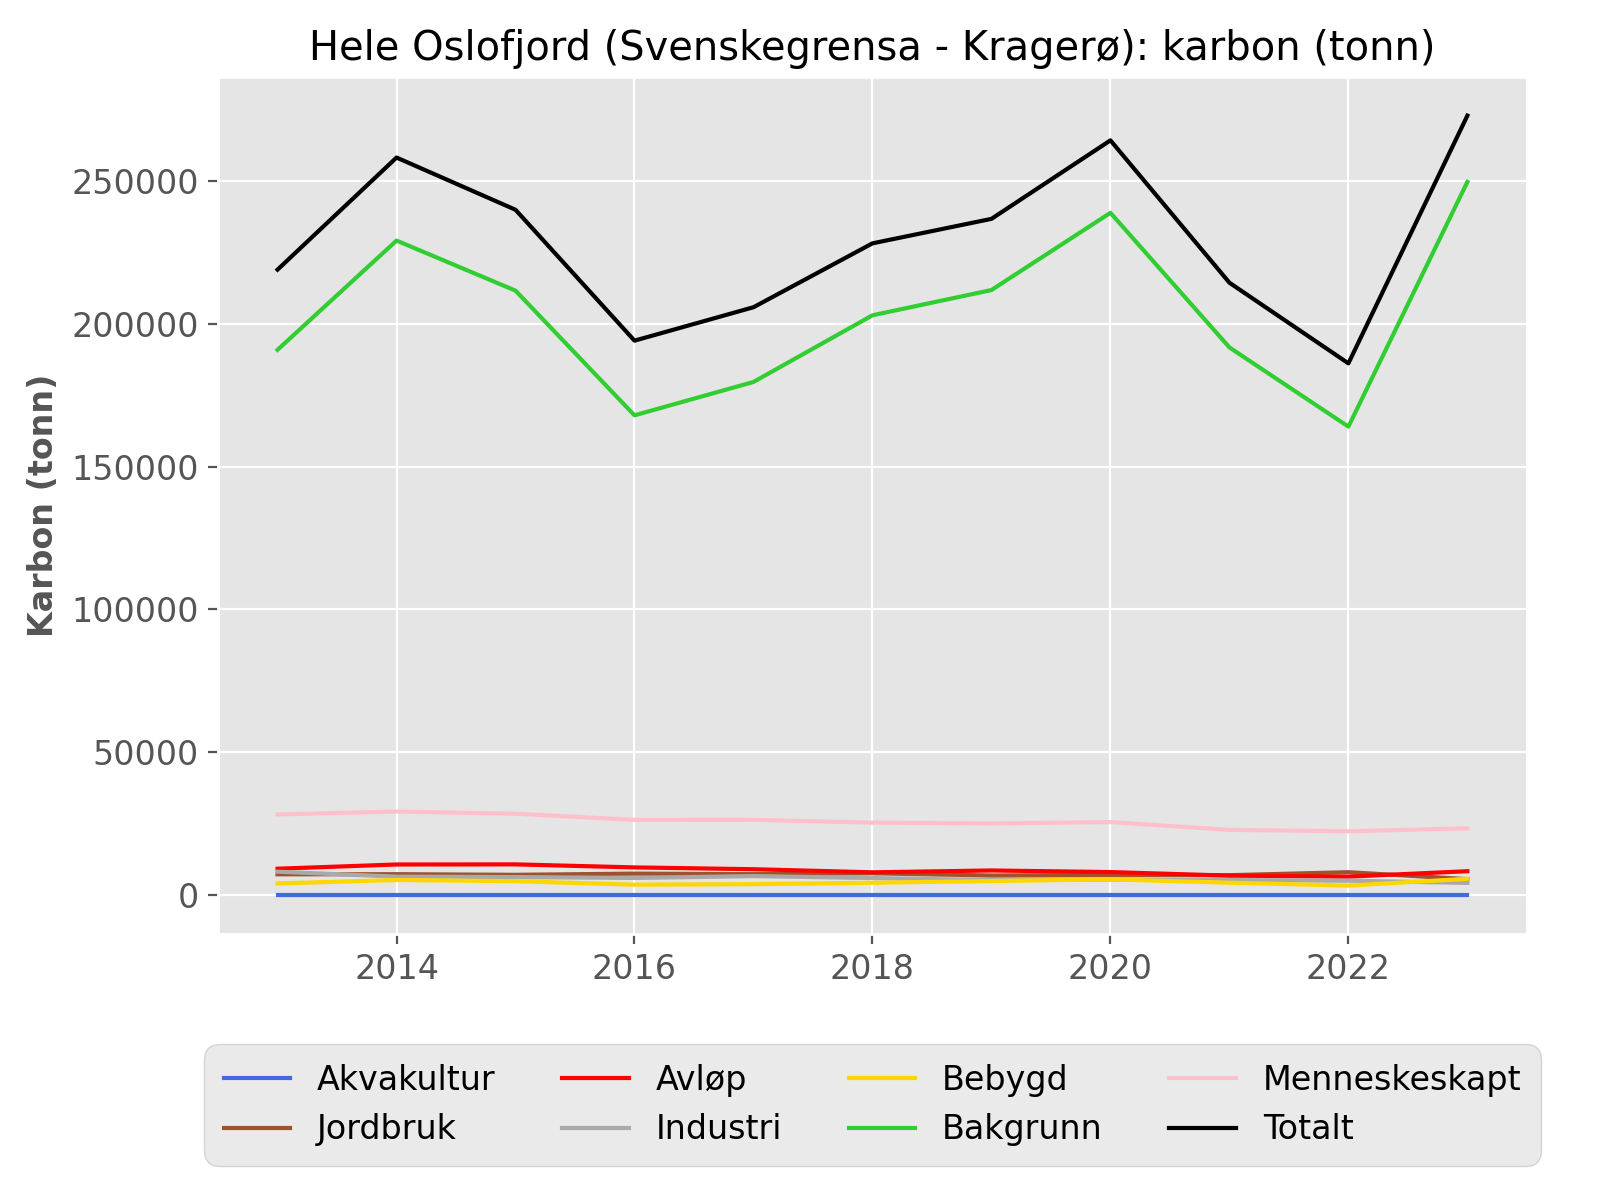 Hele Oslofjord (Svenskegrensa - Kragerø): karbon (tonn)
Karbon (tonn)
250000
200000
150000
100000
50000
0
2014 2016 2018 2020 2022
Akvakultur Avløp Bebygd Menneskeskapt
Jordbruk Industri Bakgrunn Totalt